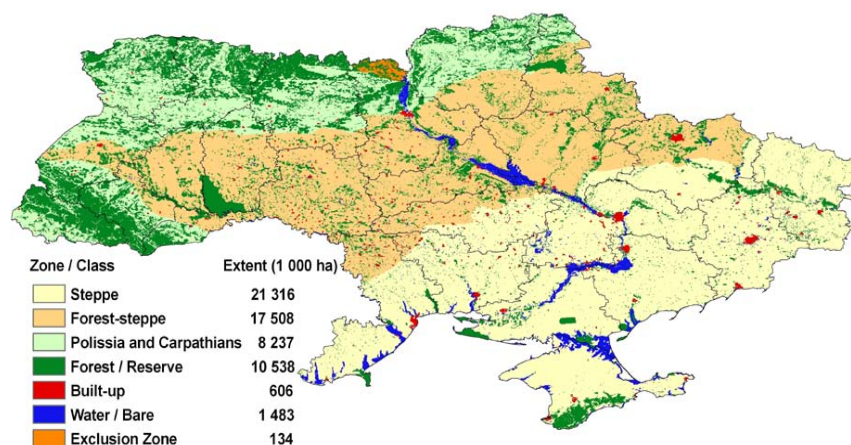 Zone / Class Extent (1 000 ha)
Steppe 21 316
Forest-steppe 17 508
Polissia and Carpathians 8 237
Forest / Reserve 10 538
Built-up 606
Water / Bare 1 483
Exclusion Zone 134